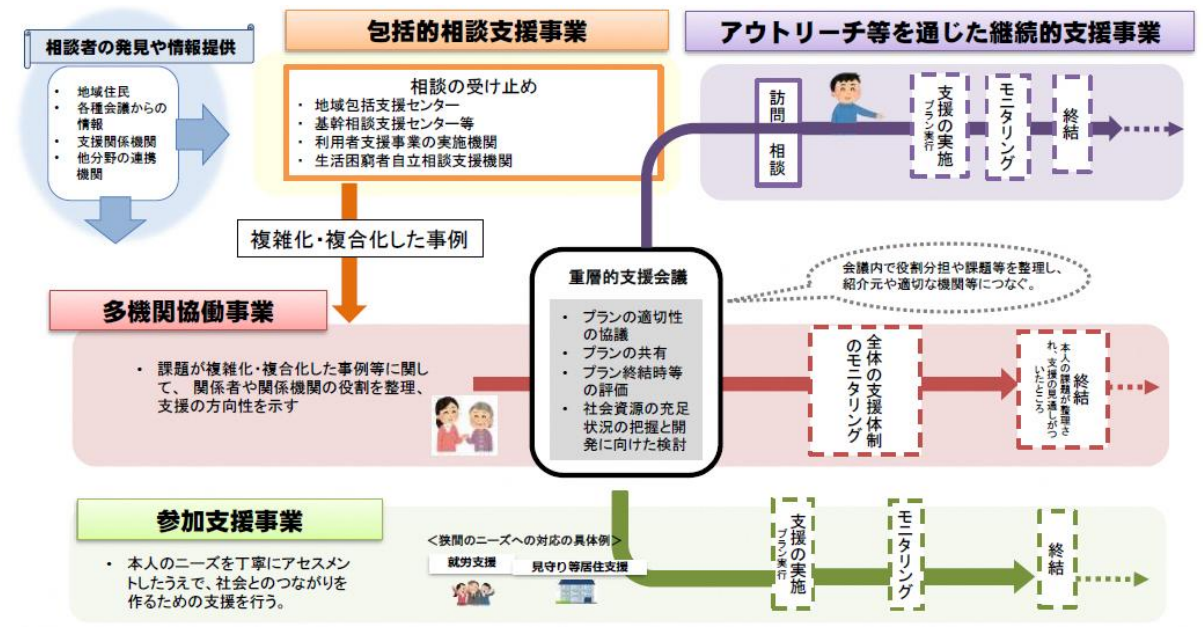 相談者の発見や情報提供
・ 地域住民
・ 各種会議からの
情報
・ 支援関係機関
・ 他分野の連携
機関
包括的相談支援事業
相談の受け止め
・ 地域包括支援センター
・ 基幹相談支援センター等
・ 利用者支援事業の実施機関
・ 生活困窮者自立相談支援機関
アウトリーチ等を通じた継続的支援事業
訪問 相談
支援の実施
プラン実行
モニタリング
終結
複雑化・複合化した事例
重層的支援会議
・ プランの適切性
の協議
・ プランの共有
・ プラン終結時等
の評価
・ 社会資源の充足
状況の把握と開
発に向けた検討
会議内で役割分担や課題等を整理し、
紹介元や適切な機関等につなぐ。
多機関協働事業
・ 課題が複雑化・複合化した事例等に関し
て、 関係者や関係機関の役割を整理、
支援の方向性を示す
全体の支援体制
のモニタリング
終結
本人の課題が整理さ
れ、支援の見通しがつ
いたところ
参加支援事業
・ 本人のニーズを丁寧にアセスメン
トしたうえで、社会とのつながりを
作るための支援を行う。
<狭間のニーズへの対応の具体例>
就労支援
見守り等居住支援
支援の実施
プラン実行
モニタリング
終結